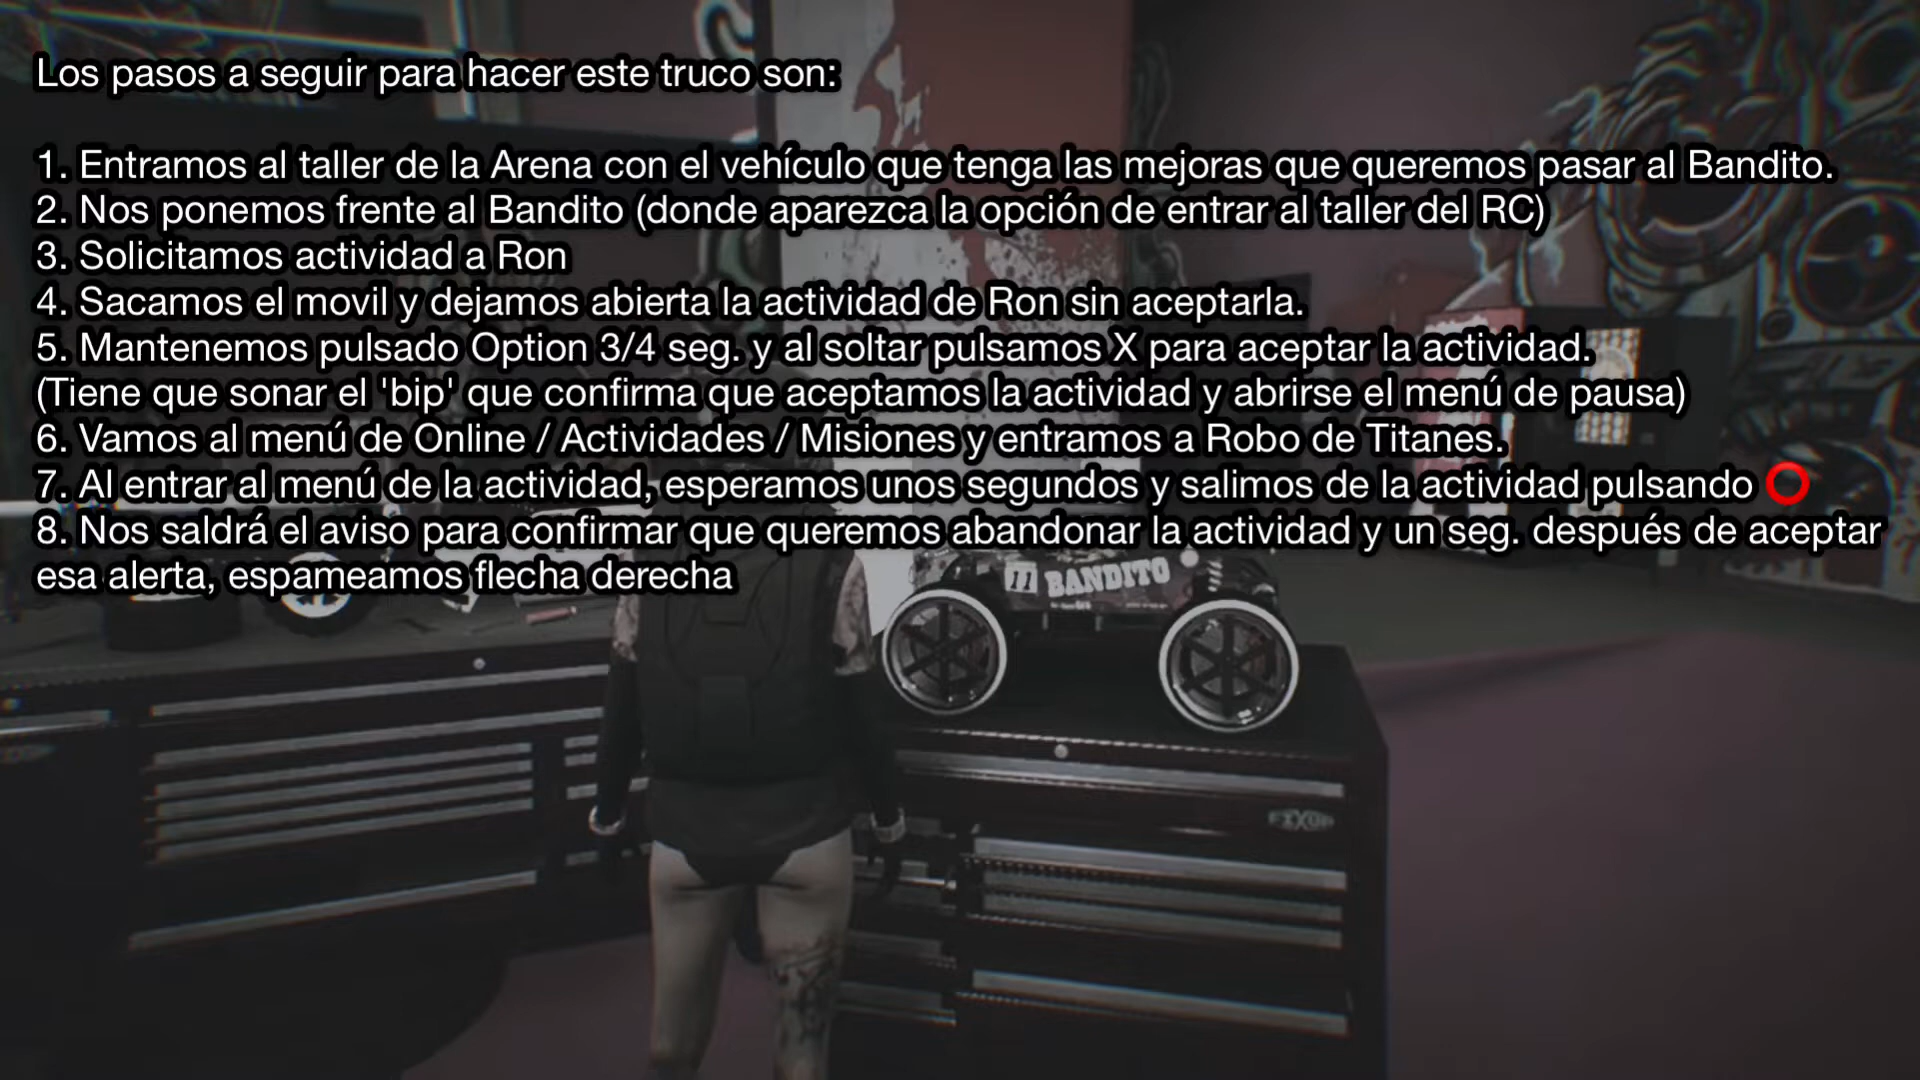 Los pasos a seguir para hacer este truco son:
1. Entramos al taller de la Arena con el vehículo que tenga las mejoras que queremos pasar al Bandito.
2. Nos ponemos frente al Bandito (donde aparezca la opción de entrar al taller del RC)
3. Solicitamos actividad a Ron
4. Sacamos el movil y dejamos abierta la actividad de Ron sin aceptarla.
5. Mantenemos pulsado Option 3/4 seg. y al soltar pulsamos X para aceptar la actividad.
(Tiene que sonar el 'bip' que confirma que aceptamos la actividad y abrirse el menú de pausa)
6. Vamos al menú de Online / Actividades / Misiones y entramos a Robo de Titanes.
7. Al entrar al menú de la actividad, esperamos unos segundos y salimos de la actividad pulsando ⭕
8. Nos saldrá el aviso para confirmar que queremos abandonar la actividad y un seg. después de aceptar
esa alerta, espameamos flecha derecha
BANDITO